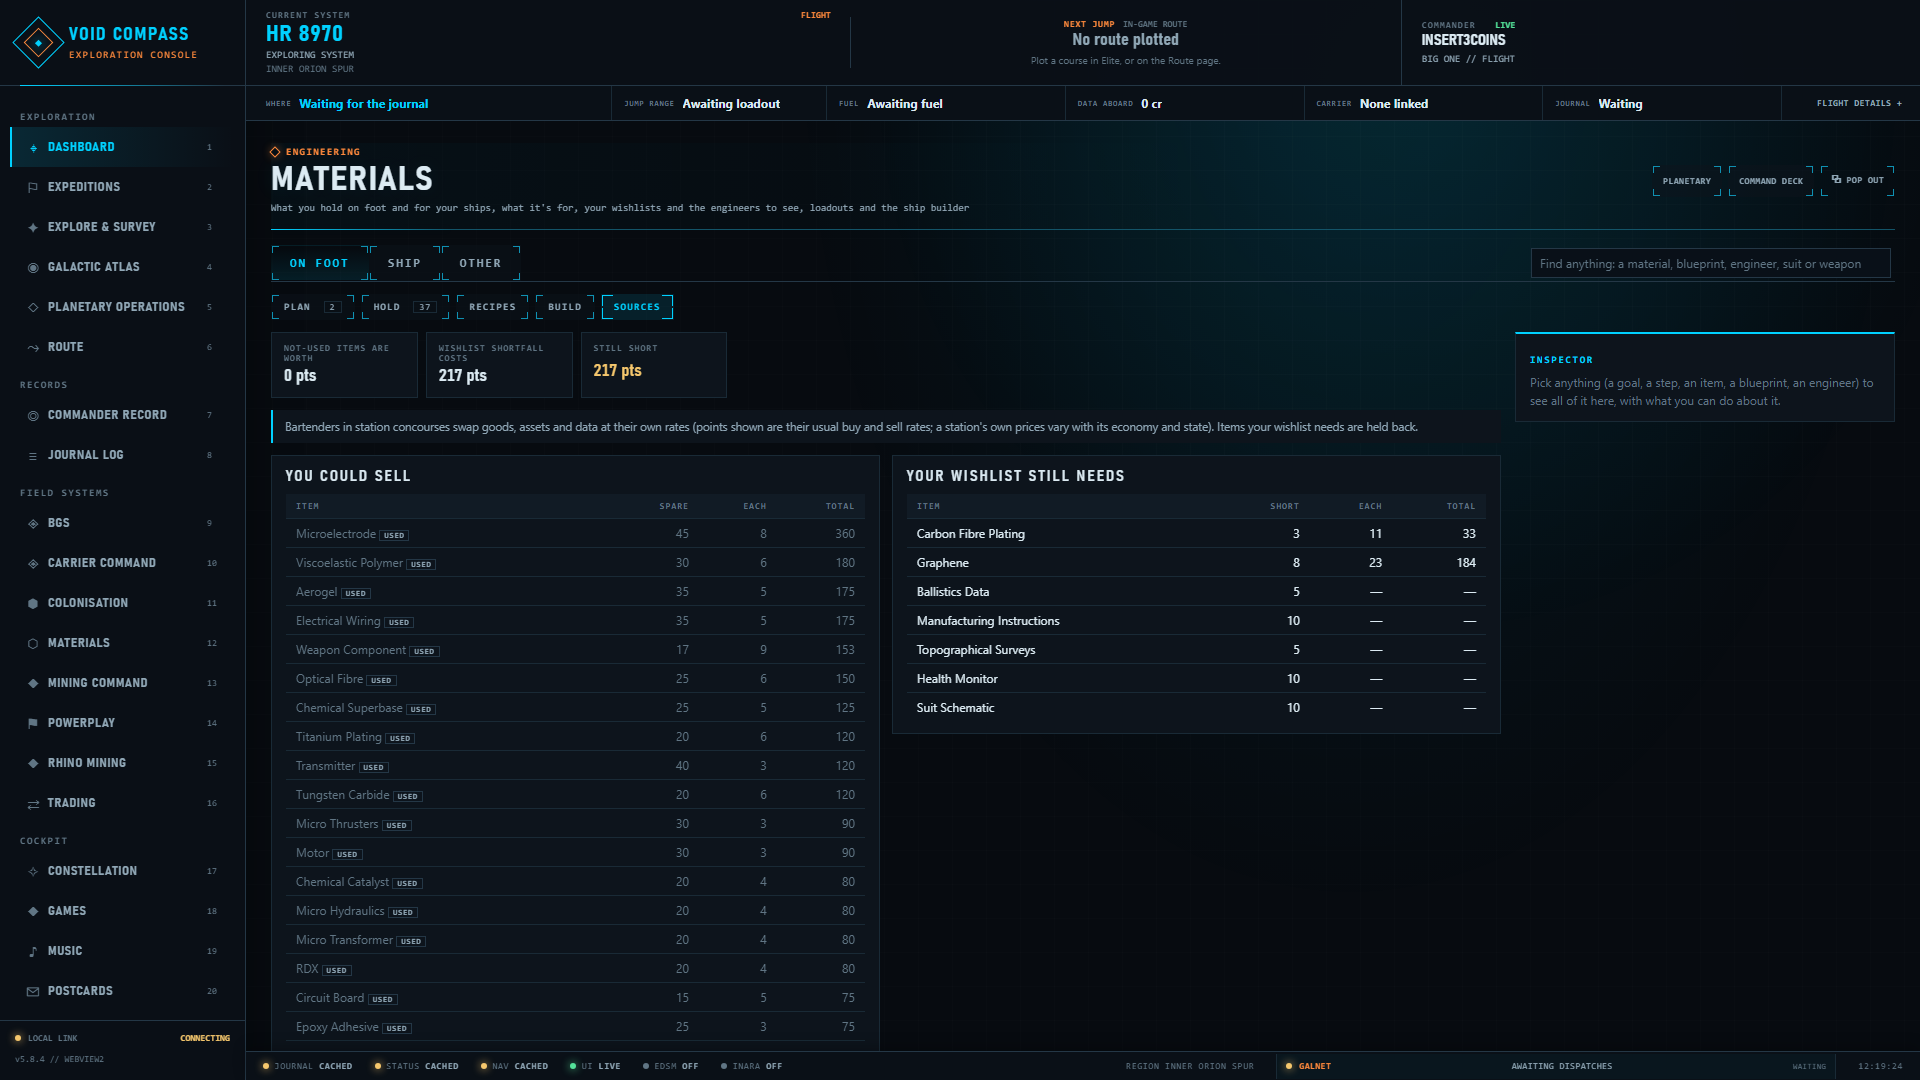 VOID COMPASS
EXPLORATION CONSOLE
CURRENT SYSTEM
HR 8970
EXPLORING SYSTEM
INNER ORION SPUR
FLIGHT
NEXT JUMP IN-GAME ROUTE
No route plotted
Plot a course in Elite, or on the Route page.
COMMANDER LIVE
INSERT3COINS
BIG ONE // FLIGHT
WHERE Waiting for the journal
JUMP RANGE Awaiting loadout
FUEL Awaiting fuel
DATA ABOARD 0 cr
CARRIER None linked
JOURNAL Waiting
FLIGHT DETAILS +
EXPLORATION
DASHBOARD 1
EXPEDITIONS 2
EXPLORE & SURVEY 3
GALACTIC ATLAS 4
PLANETARY OPERATIONS 5
ROUTE 6
RECORDS
COMMANDER RECORD 7
JOURNAL LOG 8
FIELD SYSTEMS
BGS 9
CARRIER COMMAND 10
COLONISATION 11
MATERIALS 12
MINING COMMAND 13
POWERPLAY 14
RHINO MINING 15
TRADING 16
COCKPIT
CONSTELLATION 17
GAMES 18
MUSIC 19
POSTCARDS 20
LOCAL LINK CONNECTING
v5.8.4 // WEBVIEW2
ENGINEERING
MATERIALS
What you hold on foot and for your ships, what it's for, your wishlists and the engineers to see, loadouts and the ship builder
PLANETARY
COMMAND DECK
POP OUT
ON FOOT
SHIP
OTHER
Find anything: a material, blueprint, engineer, suit or weapon
PLAN 2
HOLD 37
RECIPES
BUILD
SOURCES
NOT-USED ITEMS ARE WORTH
0 pts
WISHLIST SHORTFALL COSTS
217 pts
STILL SHORT
217 pts
Bartenders in station concourses swap goods, assets and data at their own rates (points shown are their usual buy and sell rates; a station's own prices vary with its economy and state). Items your wishlist needs are held back.
INSPECTOR
Pick anything (a goal, a step, an item, a blueprint, an engineer) to
see all of it here, with what you can do about it.
YOU COULD SELL
ITEM SPARE EACH TOTAL
Microelectrode USED 45 8 360
Viscoelastic Polymer USED 30 6 180
Aerogel USED 35 5 175
Electrical Wiring USED 35 5 175
Weapon Component USED 17 9 153
Optical Fibre USED 25 6 150
Chemical Superbase USED 25 5 125
Titanium Plating USED 20 6 120
Transmitter USED 40 3 120
Tungsten Carbide USED 20 6 120
Micro Thrusters USED 30 3 90
Motor USED 30 3 90
Chemical Catalyst USED 20 4 80
Micro Hydraulics USED 20 4 80
Micro Transformer USED 20 4 80
RDX USED 20 4 80
Circuit Board USED 15 5 75
Epoxy Adhesive USED 25 3 75
YOUR WISHLIST STILL NEEDS
ITEM SHORT EACH TOTAL
Carbon Fibre Plating 3 11 33
Graphene 8 23 184
Ballistics Data 5 — —
Manufacturing Instructions 10 — —
Topographical Surveys 5 — —
Health Monitor 10 — —
Suit Schematic 10 — —
JOURNAL CACHED
STATUS CACHED
NAV CACHED
UI LIVE
EDSM OFF
INARA OFF
REGION INNER ORION SPUR
GALNET
AWAITING DISPATCHES
WAITING
12:19:24